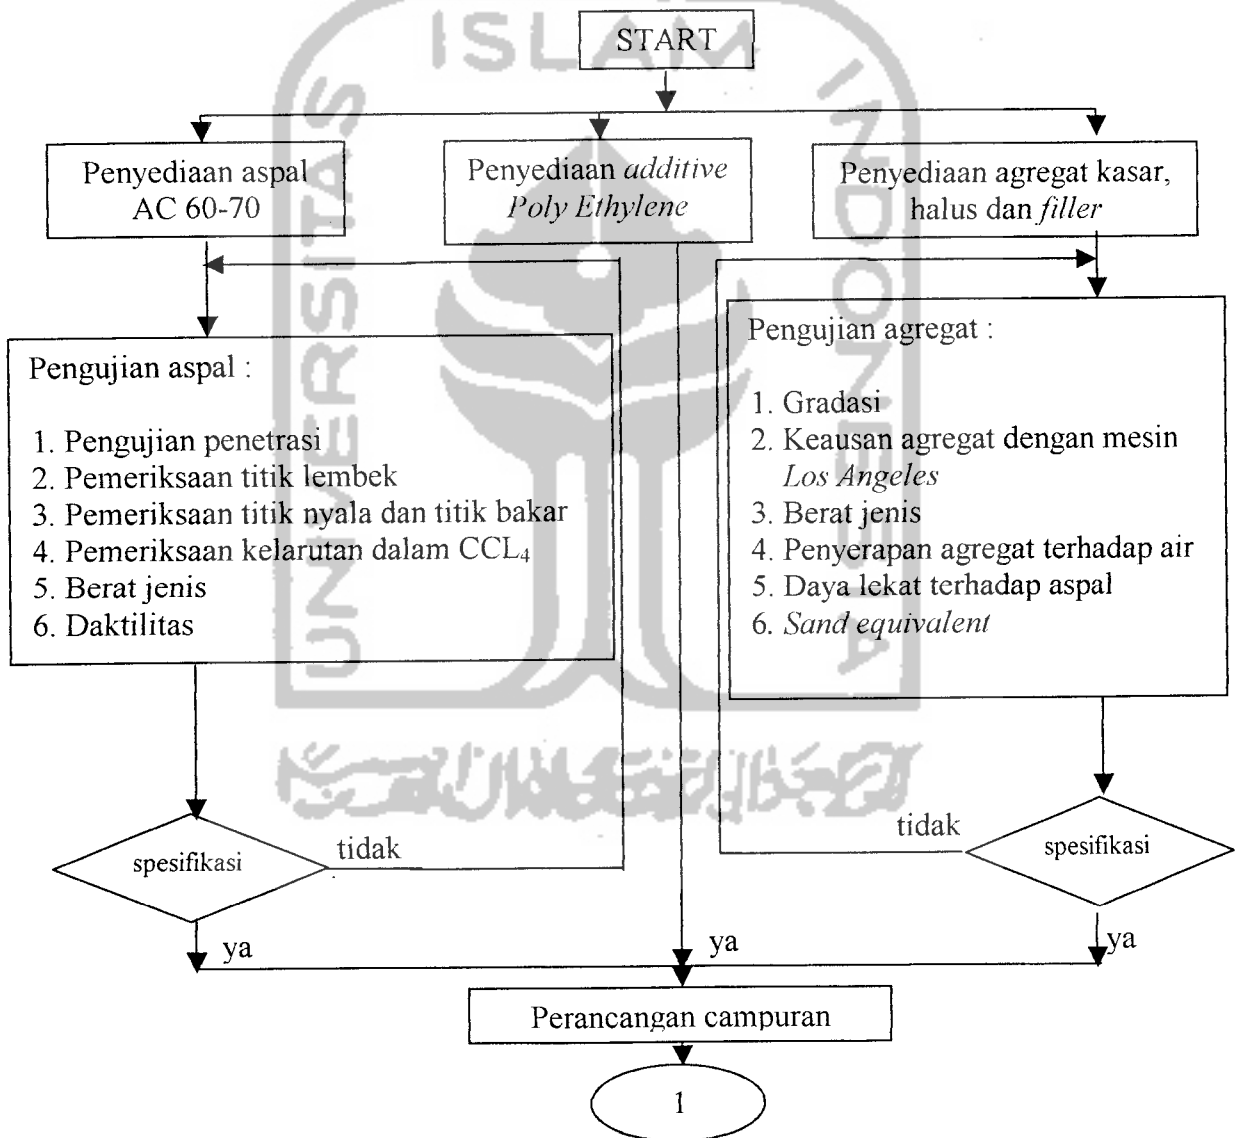 ISLAM
UNIVERSITAS
INDONESIA
START
Penyediaan aspal
AC 60-70
Penyediaan additive
Poly Ethylene
Penyediaan agregat kasar,
halus dan filler
Pengujian aspal :
1. Pengujian penetrasi
2. Pemeriksaan titik lembek
3. Pemeriksaan titik nyala dan titik bakar
4. Pemeriksaan kelarutan dalam CCL₄
5. Berat jenis
6. Daktilitas
Pengujian agregat :
1. Gradasi
2. Keausan agregat dengan mesin
Los Angeles
3. Berat jenis
4. Penyerapan agregat terhadap air
5. Daya lekat terhadap aspal
6. Sand equivalent
spesifikasi
tidak
tidak
spesifikasi
ya
ya
ya
Perancangan campuran
1